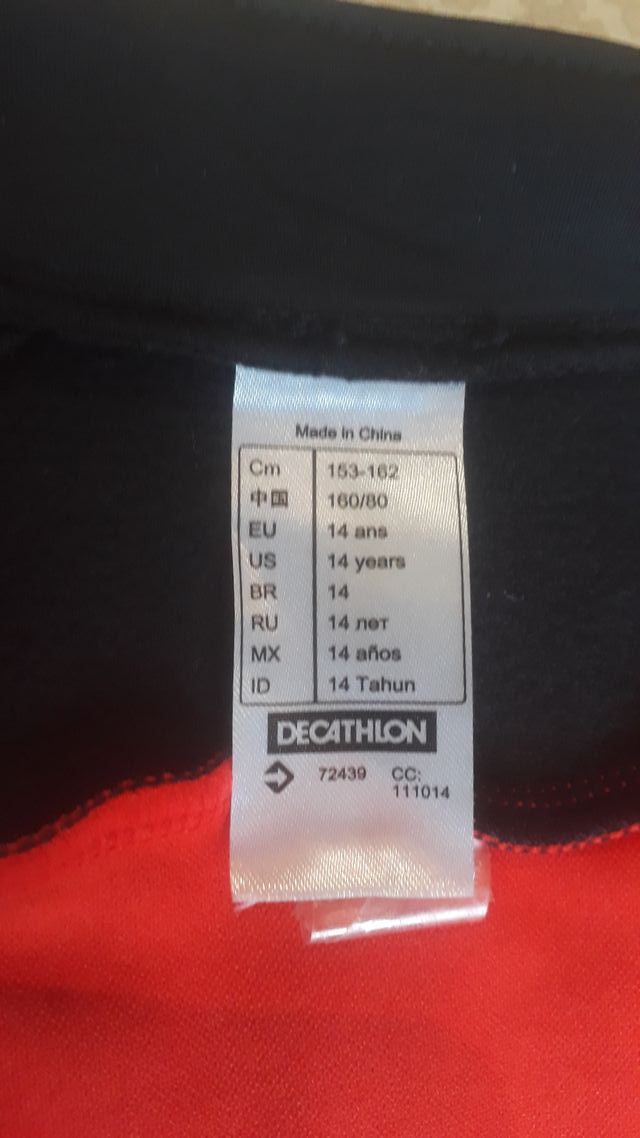 Made in China
Cm 153-162
中国 160/80
EU 14 ans
US 14 years
BR 14
RU 14 лет
MX 14 años
ID 14 Tahun
DECATHLON
72439 CC:
111014